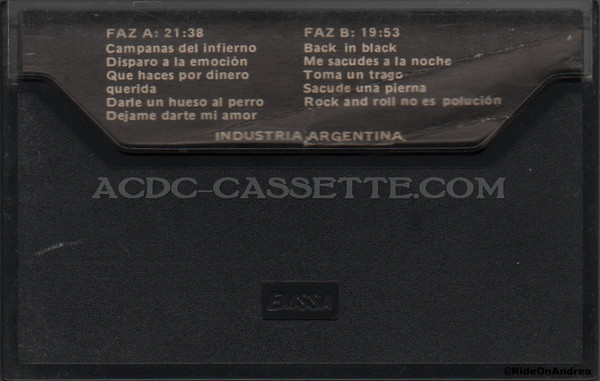 FAZ A: 21:38
Campanas del infierno
Disparo a la emoción
Que haces por dinero
querida
Darle un hueso al perro
Dejame darte mi amor
FAZ B: 19:53
Back in black
Me sacudes a la noche
Toma un trago
Sacude una pierna
Rock and roll no es polución
INDUSTRIA ARGENTINA
ACDC-CASSETTE.COM
EMSSA
©RideOnAndrea